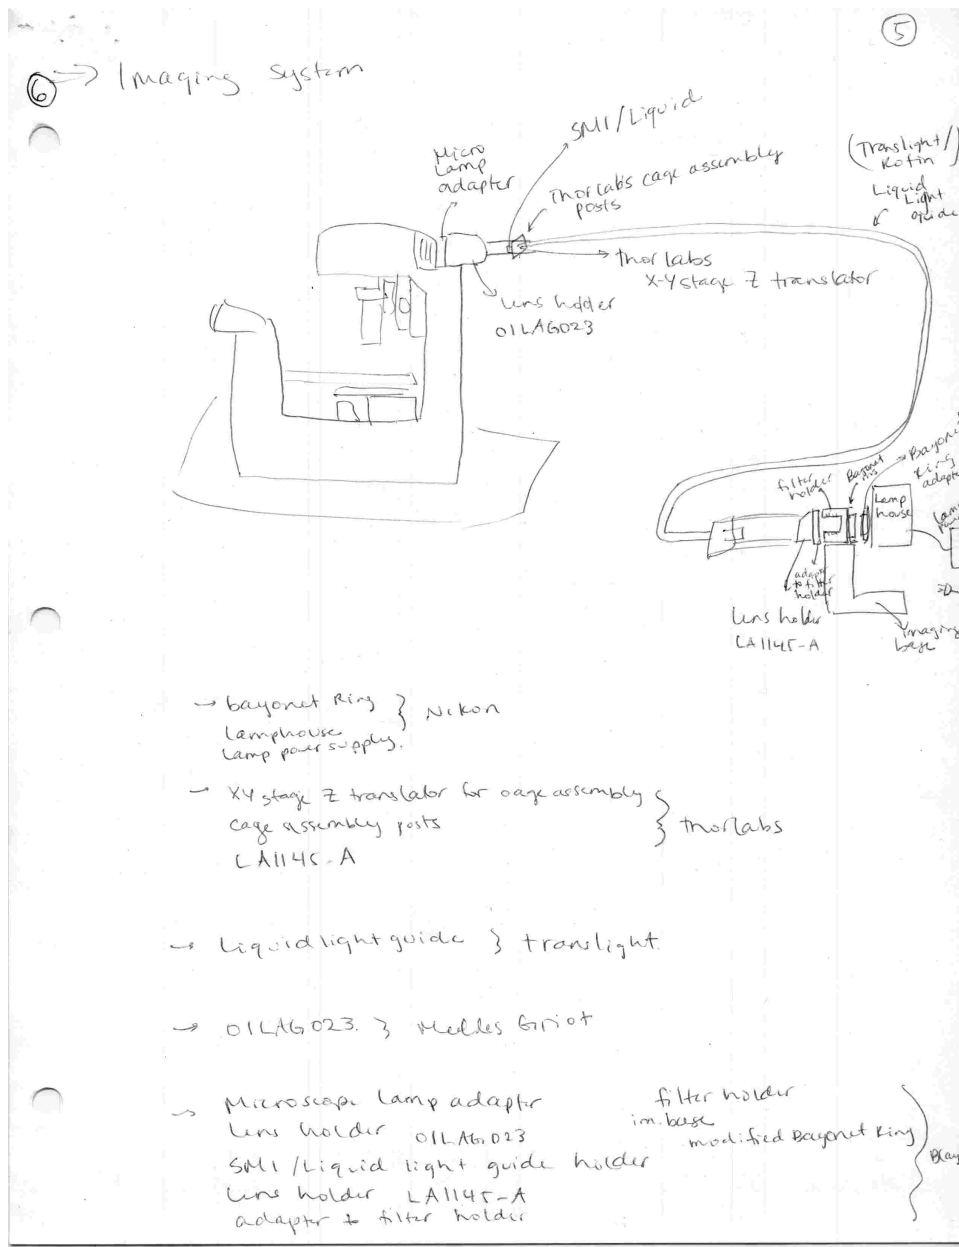 5
6 → Imaging system
SM1/Liquid
Micro
Lamp
adapter
Thorlabs cage assembly
posts
(Translight/
Rofin)
Liquid
Light
guide
thorlabs
X-Y stage Z translator
lens holder
01LAG023
filter
holder
Bayonet
Bayonet
Ring
adapter
Lamp
house
adapter
to filter
holder
Lens holder
LA1145-A
Imaging
base
→ bayonet Ring } Nikon
Lamphouse
Lamp power supply.
→ XY stage Z translator for cage assembly
cage assembly posts } thorlabs
LA1145-A
→ Liquid light guide } translight.
→ 01LAG023. } Melles Griot
→ Microscope Lamp adapter
lens holder 01LAG023
SM1/Liquid light guide holder
lens holder LA1145-A
adapter to filter holder
filter holder
im. base
modified Bayonet Ring